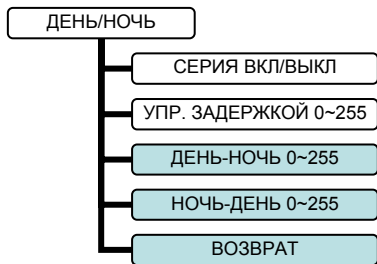 ДЕНЬ/НОЧЬ
СЕРИЯ ВКЛ/ВЫКЛ
УПР. ЗАДЕРЖКОЙ 0~255
ДЕНЬ-НОЧЬ 0~255
НОЧЬ-ДЕНЬ 0~255
ВОЗВРАТ